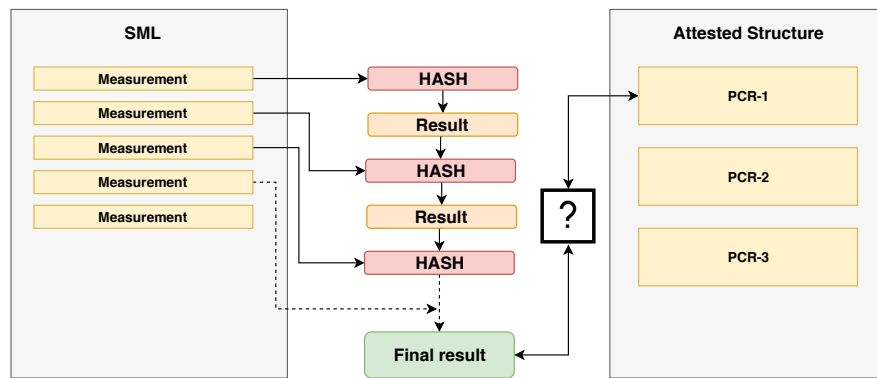 SML
Measurement
Measurement
Measurement
Measurement
Measurement
HASH
Result
HASH
Result
HASH
Final result
?
Attested Structure
PCR-1
PCR-2
PCR-3